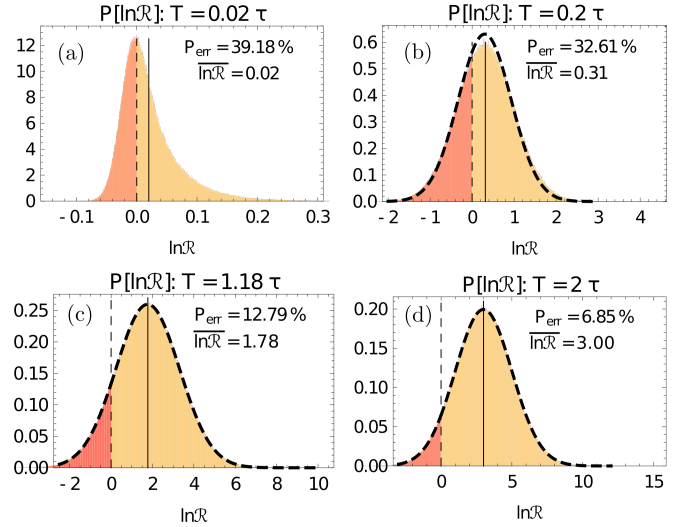 P[lnℛ]: T = 0.02 τ
(a)
P_err = 39.18 %
lnℛ = 0.02
12
10
8
6
4
2
0
- 0.1 0.0 0.1 0.2 0.3
lnℛ
P[lnℛ]: T = 0.2 τ
(b)
P_err = 32.61 %
lnℛ = 0.31
0.6
0.5
0.4
0.3
0.2
0.1
0.0
- 2 - 1 0 1 2 3 4
lnℛ
P[lnℛ]: T = 1.18 τ
(c)
P_err = 12.79 %
lnℛ = 1.78
0.25
0.20
0.15
0.10
0.05
0.00
- 2 0 2 4 6 8 10
lnℛ
P[lnℛ]: T = 2 τ
(d)
P_err = 6.85 %
lnℛ = 3.00
0.20
0.15
0.10
0.05
0.00
0 5 10 15
lnℛ